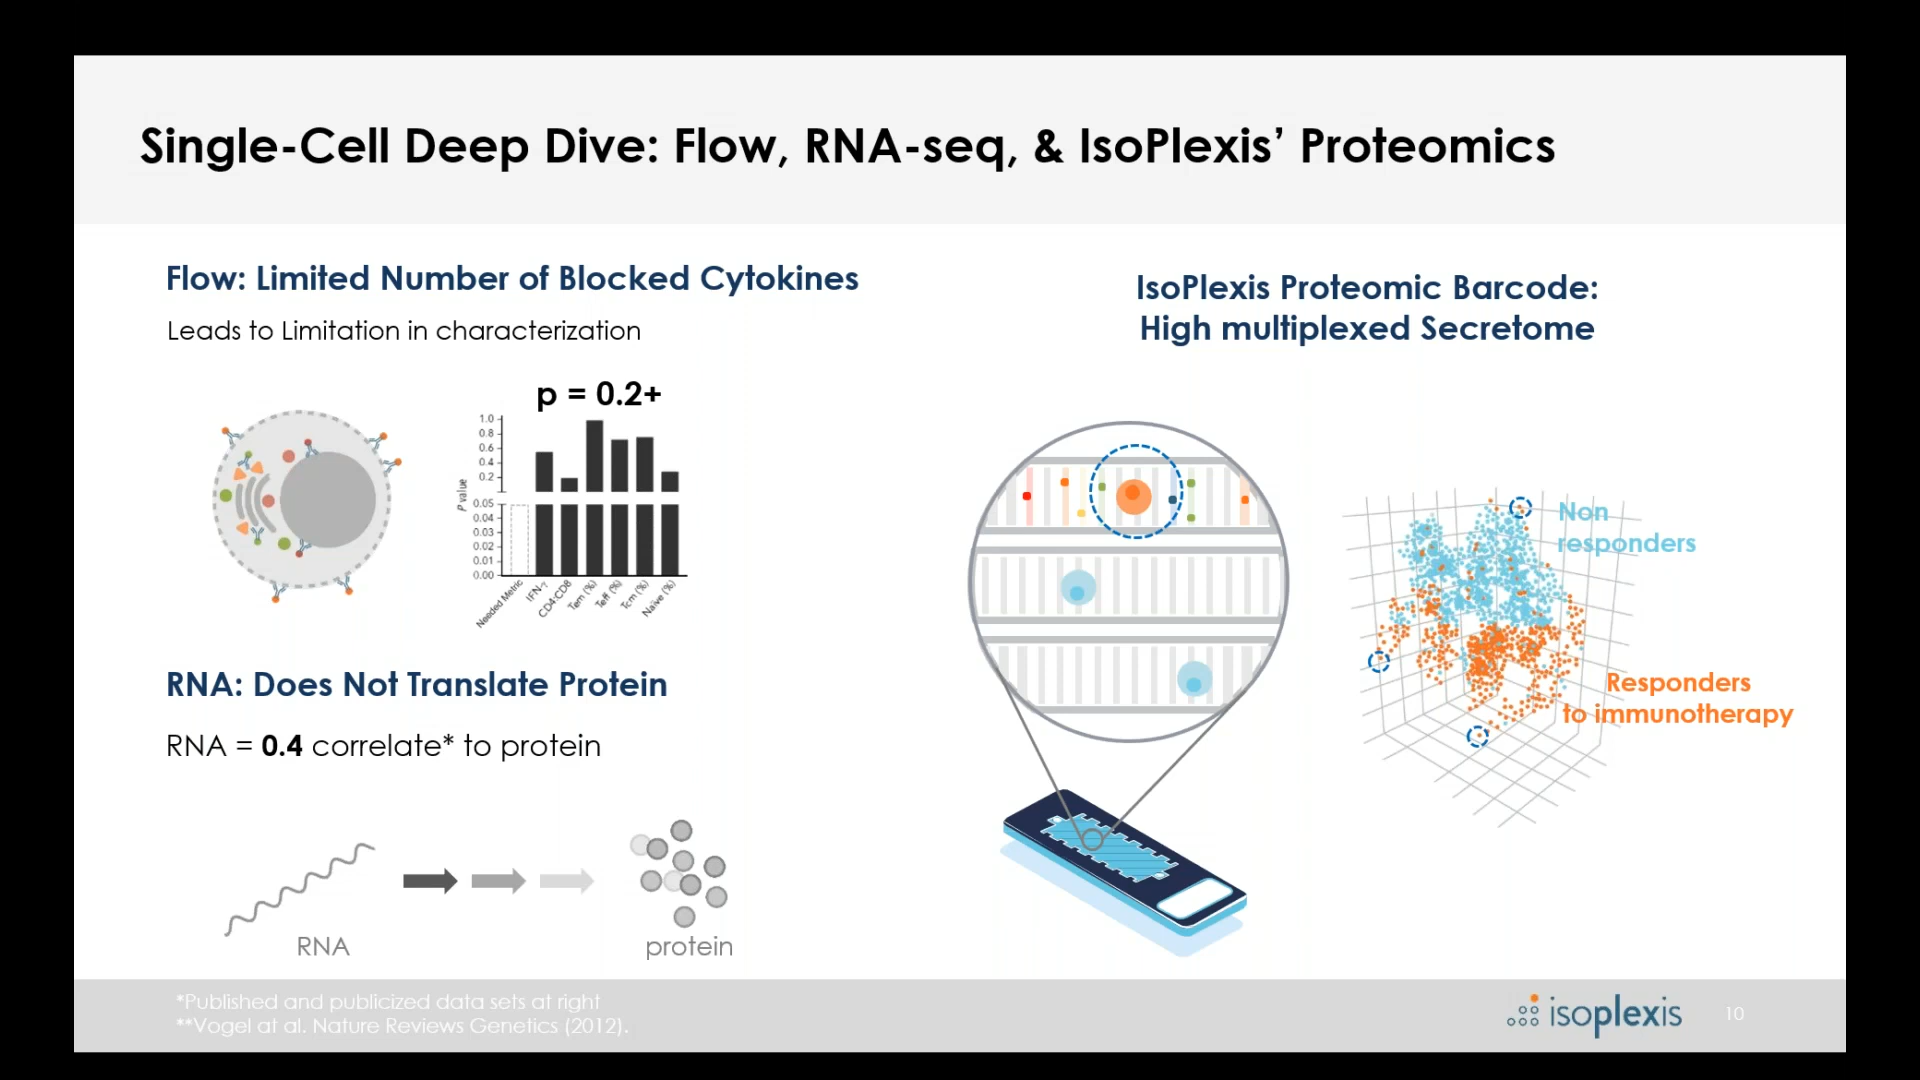 Single-Cell Deep Dive: Flow, RNA-seq, & IsoPlexis’ Proteomics
Flow: Limited Number of Blocked Cytokines
Leads to Limitation in characterization
p = 0.2+
1.0
0.8
0.6
0.4
0.2
0.05
0.04
0.03
0.02
0.01
0.00
P value
Needed Metric
IFN-γ
CD4:CD8
Tem (%)
Teff (%)
Tcm (%)
Naïve (%)
RNA: Does Not Translate Protein
RNA = 0.4 correlate* to protein
RNA
protein
IsoPlexis Proteomic Barcode:
High multiplexed Secretome
Non
responders
Responders
to immunotherapy
*Published and publicized data sets at right
**Vogel at al. Nature Reviews Genetics (2012).
isoplexis
10